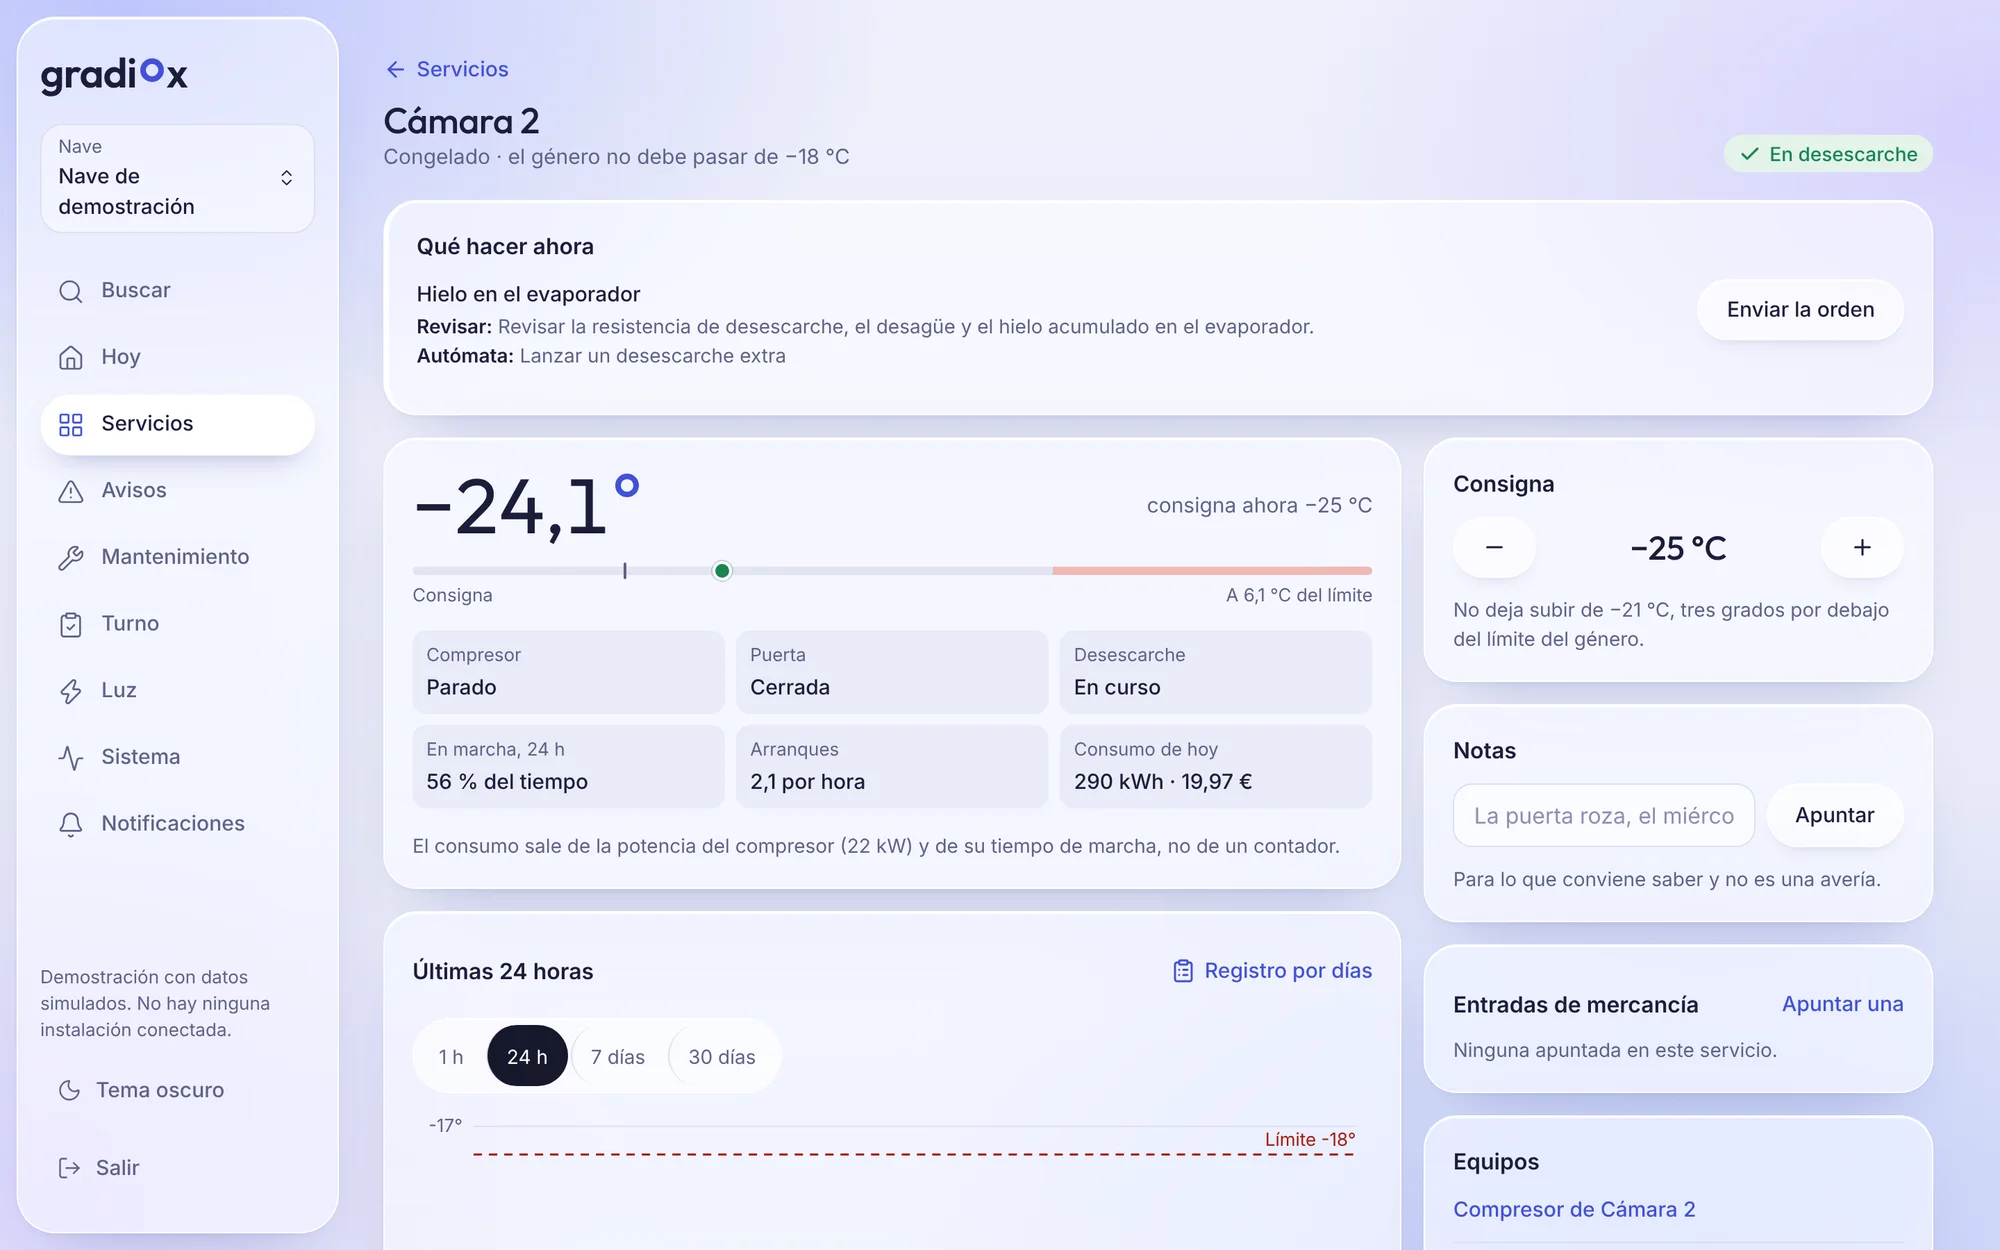 gradiox
Nave
Nave de
demostración
Buscar
Hoy
Servicios
Avisos
Mantenimiento
Turno
Luz
Sistema
Notificaciones
Demostración con datos
simulados. No hay ninguna
instalación conectada.
Tema oscuro
Salir
← Servicios
Cámara 2
Congelado · el género no debe pasar de −18 °C
En desescarche
Qué hacer ahora
Hielo en el evaporador
Revisar: Revisar la resistencia de desescarche, el desagüe y el hielo acumulado en el evaporador.
Autómata: Lanzar un desescarche extra
Enviar la orden
−24,1°
consigna ahora −25 °C
Consigna
A 6,1 °C del límite
Compresor
Parado
Puerta
Cerrada
Desescarche
En curso
En marcha, 24 h
56 % del tiempo
Arranques
2,1 por hora
Consumo de hoy
290 kWh · 19,97 €
El consumo sale de la potencia del compresor (22 kW) y de su tiempo de marcha, no de un contador.
Últimas 24 horas
Registro por días
1 h
24 h
7 días
30 días
-17°
Límite -18°
Consigna
−
−25 °C
+
No deja subir de −21 °C, tres grados por debajo
del límite del género.
Notas
La puerta roza, el miérco
Apuntar
Para lo que conviene saber y no es una avería.
Entradas de mercancía
Apuntar una
Ninguna apuntada en este servicio.
Equipos
Compresor de Cámara 2